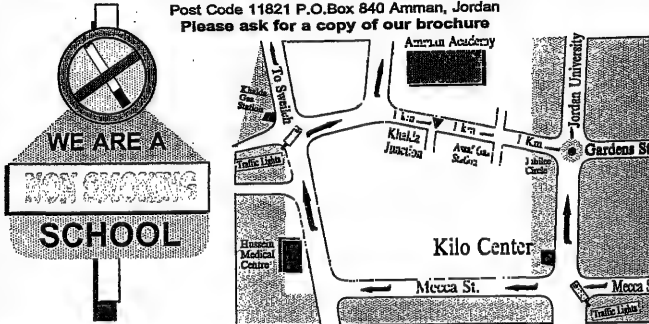 Post Code 11821 P.O.Box 840 Amman, Jordan
Please ask for a copy of our brochure
WE ARE A
NON SMOKING
SCHOOL
Amman Academy
To Sweileh
Khalda
Gas
Station
Traffic Lights
Hussein
Medical
Centre
1 km
Khalda
Junction
1 km
Gas
Station
1 Km
Jubilee
Circle
Jordan University
Gardens St
Kilo Center
Mecca St.
Mecca S
Traffic Lights